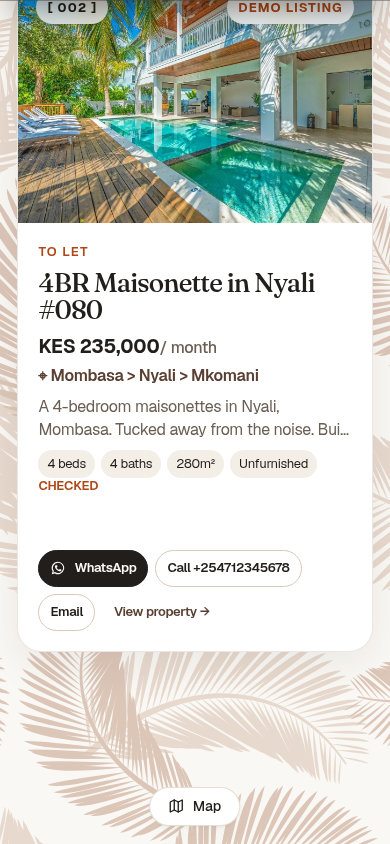 [ 002 ]
DEMO LISTING
TO LET
4BR Maisonette in Nyali
#080
KES 235,000/ month
⌖ Mombasa > Nyali > Mkomani
A 4-bedroom maisonettes in Nyali,
Mombasa. Tucked away from the noise. Bui...
4 beds 4 baths 280m² Unfurnished
CHECKED
WhatsApp Call +254712345678
Email View property →
Map